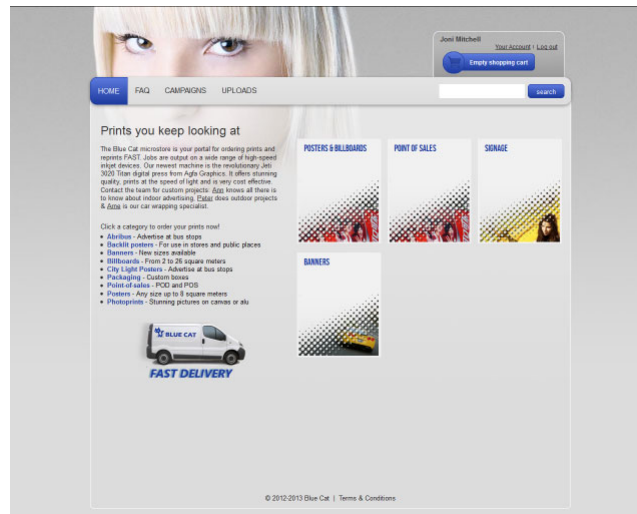 Joni Mitchell
Your Account | Log out
Empty shopping cart
HOME FAQ CAMPAIGNS UPLOADS
search
Prints you keep looking at
The Blue Cat microstore is your portal for ordering prints and
reprints FAST. Jobs are output on a wide range of high-speed
inkjet devices. Our newest machine is the revolutionary Jeti
3020 Titan digital press from Agfa Graphics. It offers stunning
quality, prints at the speed of light and is very cost effective.
Contact the team for custom projects: Ann knows all there is
to know about indoor advertising, Peter does outdoor projects
& Arne is our car wrapping specialist.
Click a category to order your prints now!
Abribus - Advertise at bus stops
Backlit posters - For use in stores and public places
Banners - New sizes available
Billboards - From 2 to 26 square meters
City Light Posters - Advertise at bus stops
Packaging - Custom boxes
Point-of-sales - POD and POS
Posters - Any size up to 8 square meters
Photoprints - Stunning pictures on canvas or alu
BLUE CAT
FAST DELIVERY
POSTERS & BILLBOARDS
POINT OF SALES
SIGNAGE
BANNERS
© 2012-2013 Blue Cat | Terms & Conditions